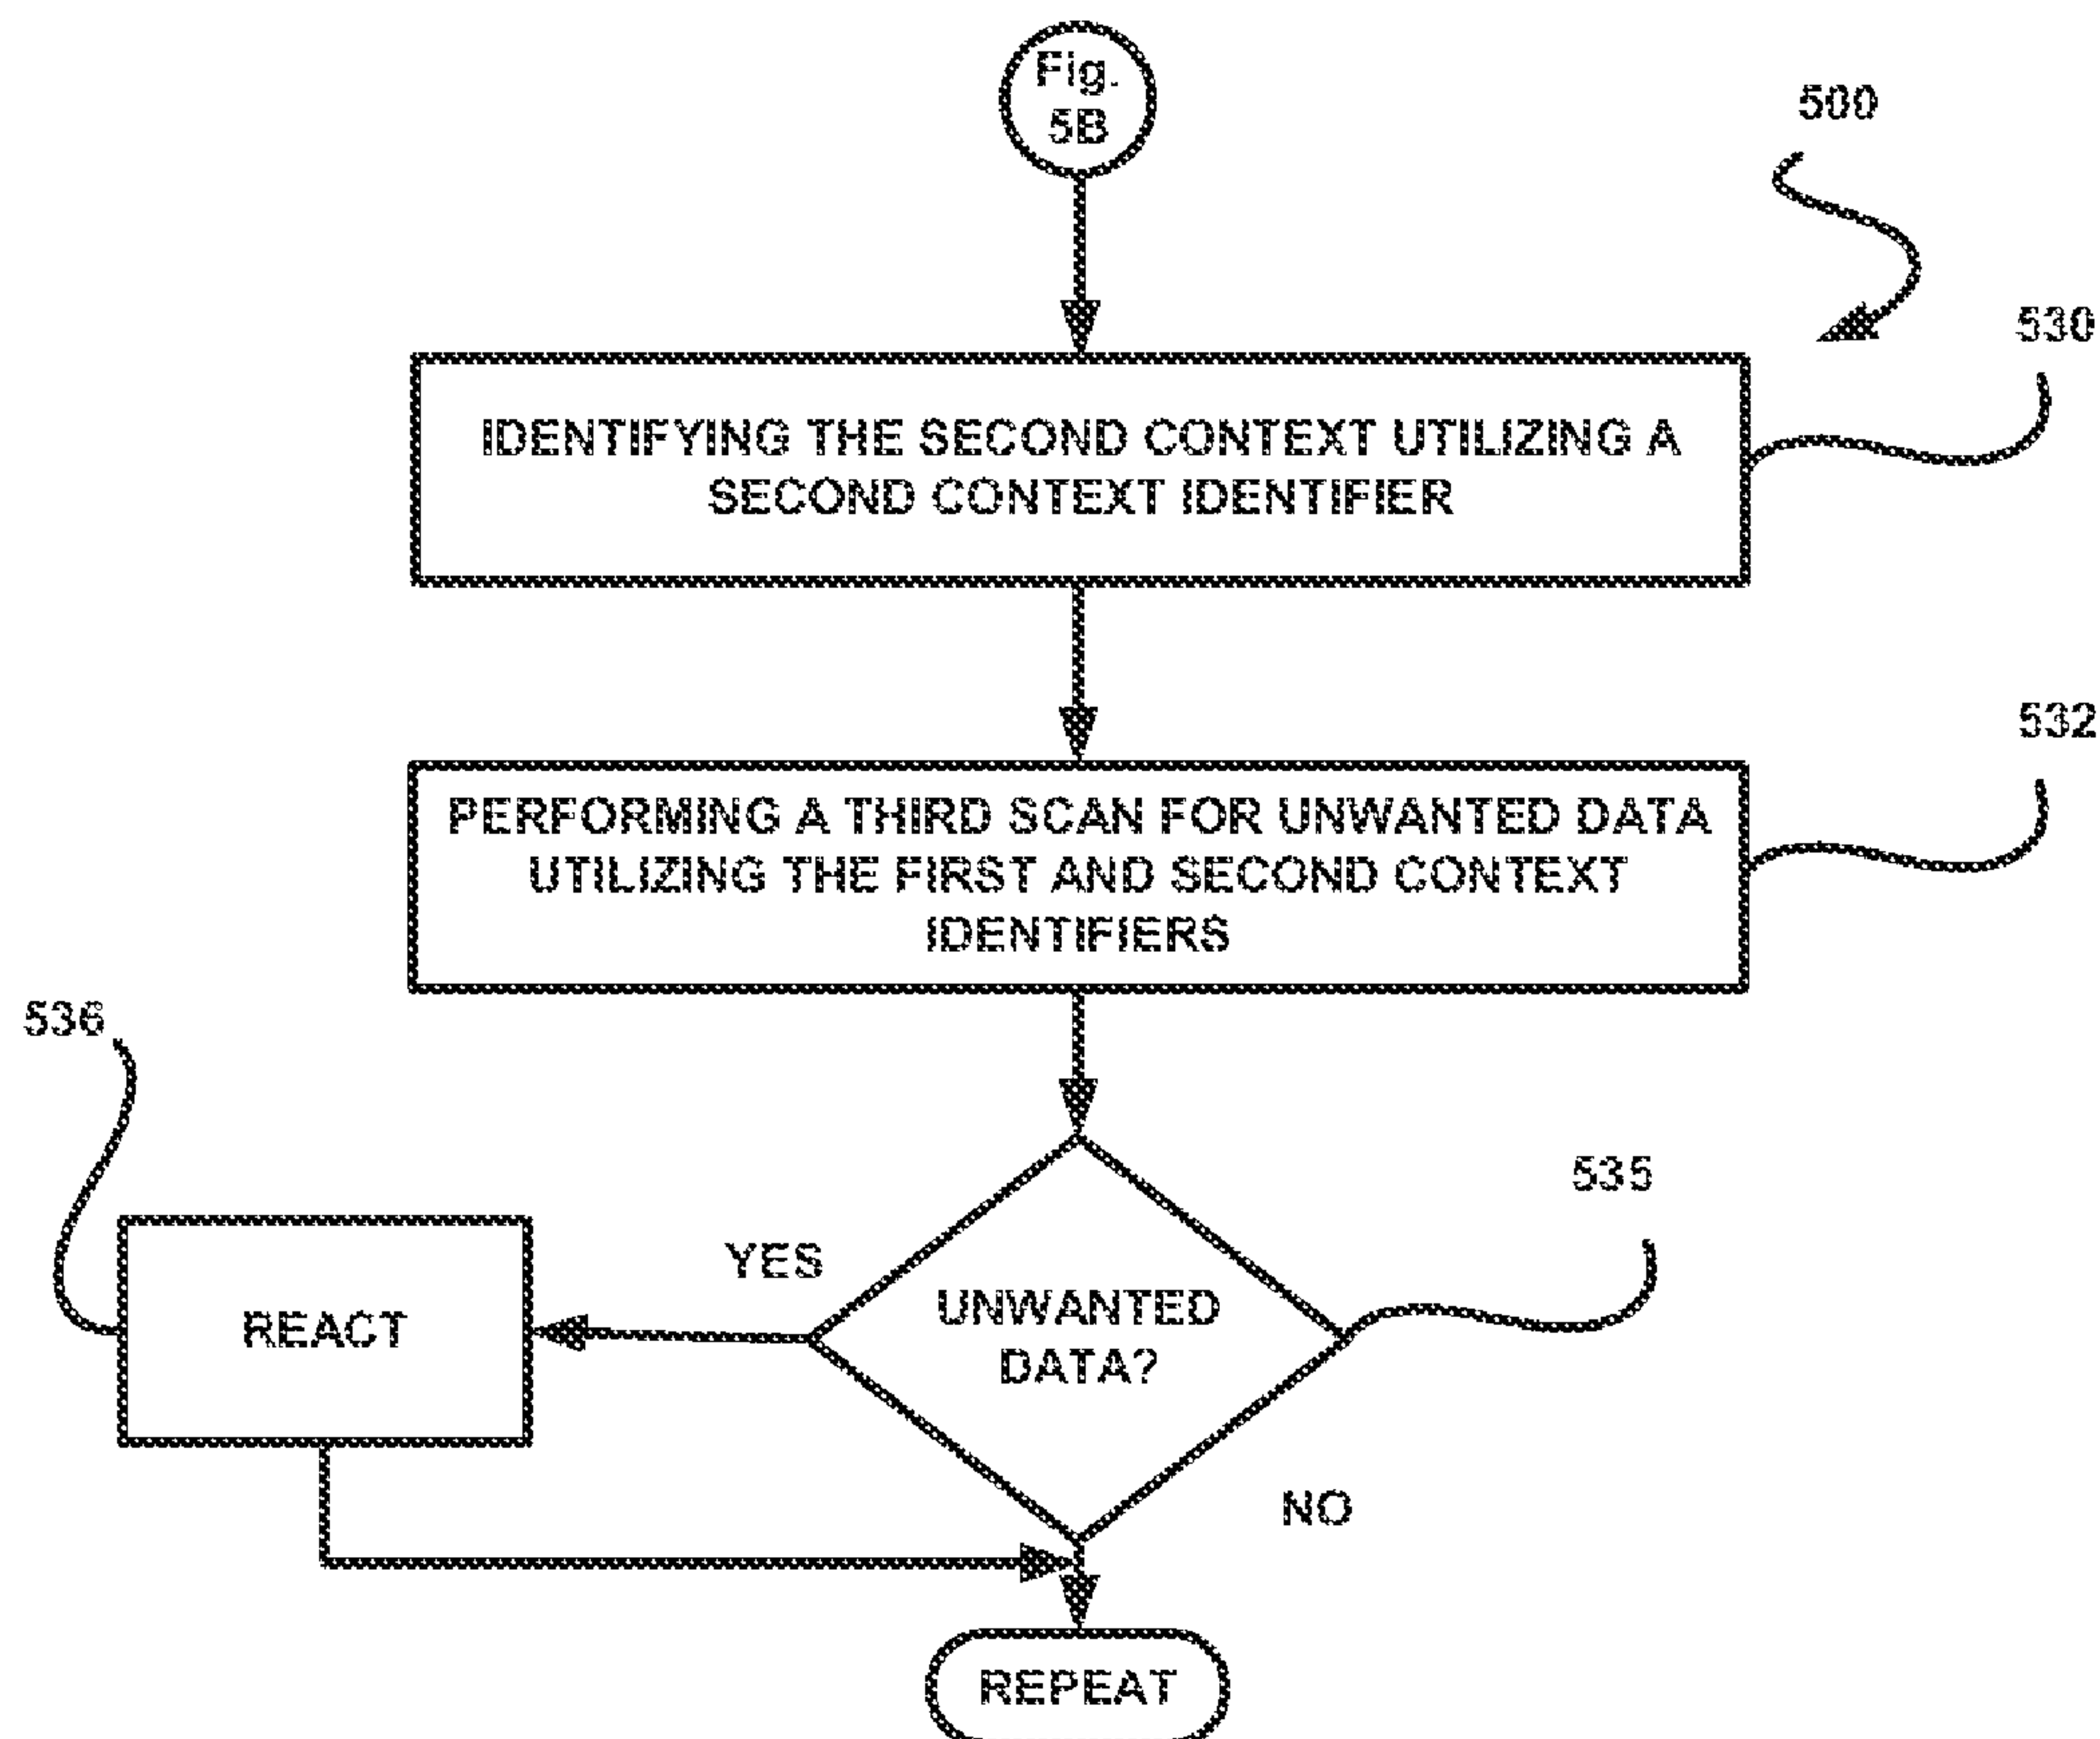 Fig.
5B
500
530
IDENTIFYING THE SECOND CONTEXT UTILIZING A
SECOND CONTEXT IDENTIFIER
532
PERFORMING A THIRD SCAN FOR UNWANTED DATA
UTILIZING THE FIRST AND SECOND CONTEXT
IDENTIFIERS
536
535
YES
UNWANTED
DATA?
REACT
NO
REPEAT